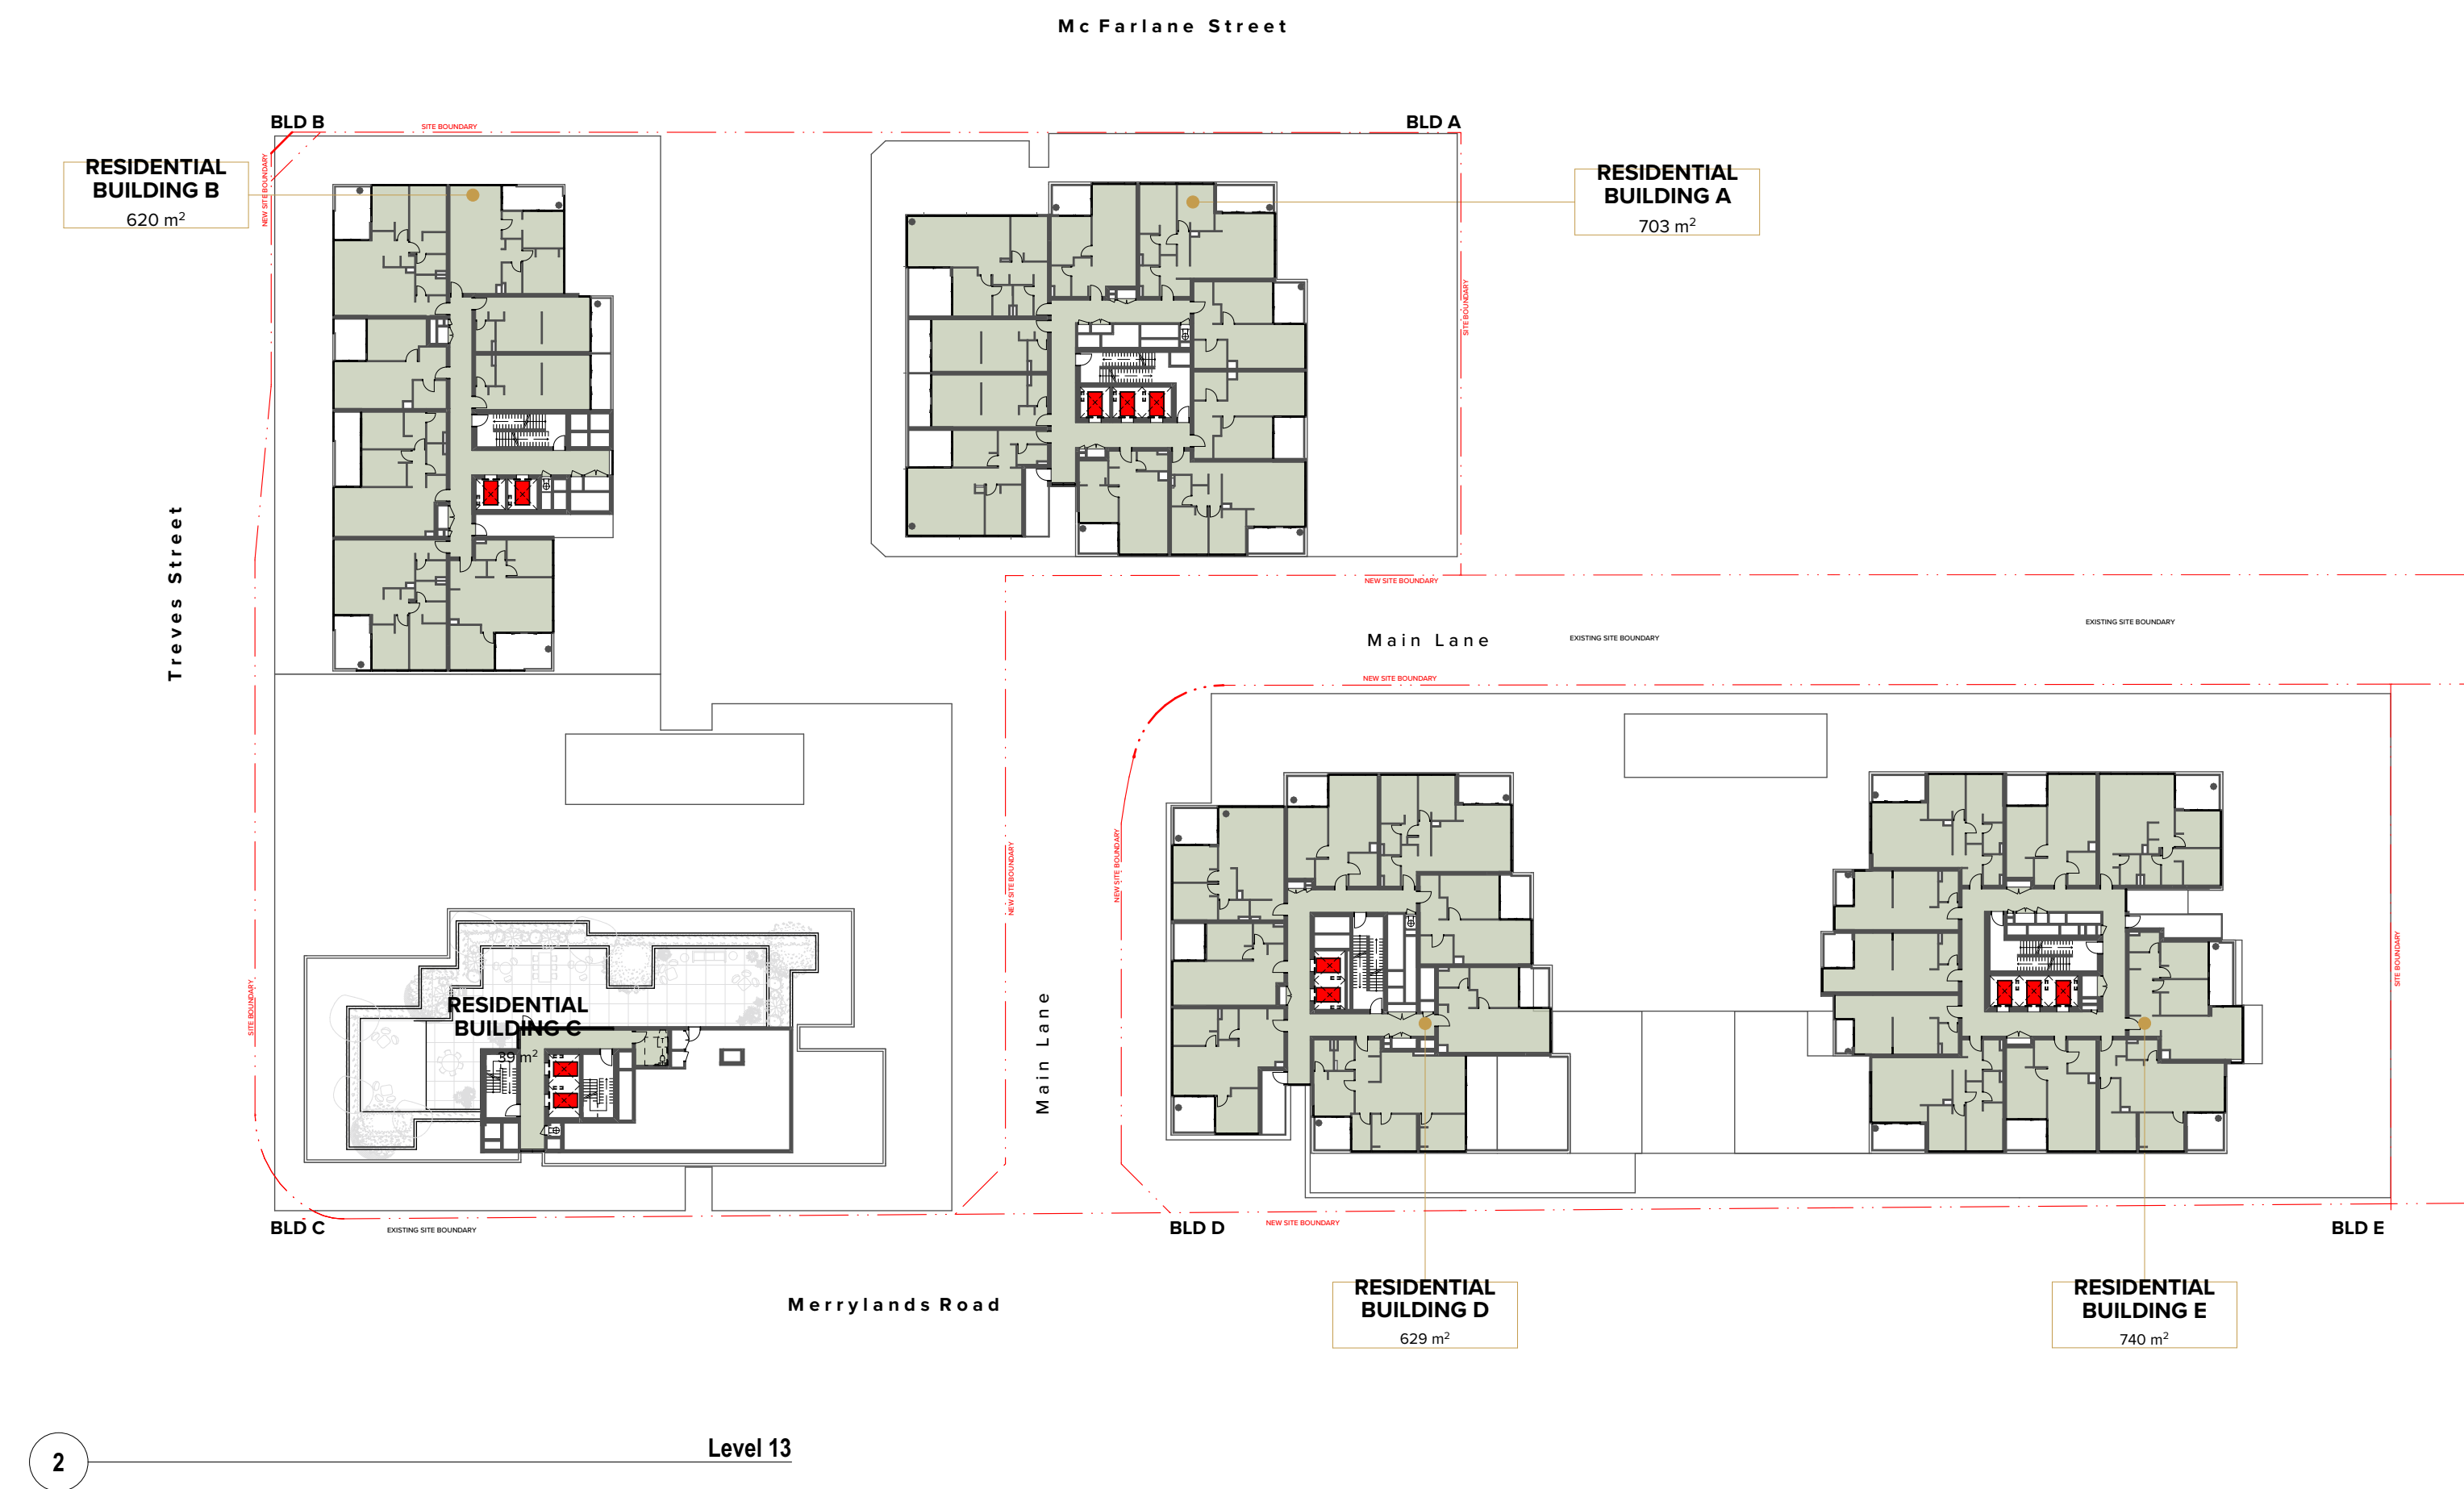 Mc Farlane Street
BLD B
SITE BOUNDARY
BLD A
RESIDENTIAL
BUILDING B
620 m²
NEW SITE BOUNDARY
RESIDENTIAL
BUILDING A
703 m²
SITE BOUNDARY
Treves Street
NEW SITE BOUNDARY
Main Lane
EXISTING SITE BOUNDARY
EXISTING SITE BOUNDARY
NEW SITE BOUNDARY
NEW SITE BOUNDARY
NEW SITE BOUNDARY
SITE BOUNDARY
SITE BOUNDARY
RESIDENTIAL
BUILDING C
39 m²
Main Lane
BLD C
EXISTING SITE BOUNDARY
BLD D
NEW SITE BOUNDARY
BLD E
Merrylands Road
RESIDENTIAL
BUILDING D
629 m²
RESIDENTIAL
BUILDING E
740 m²
2
Level 13